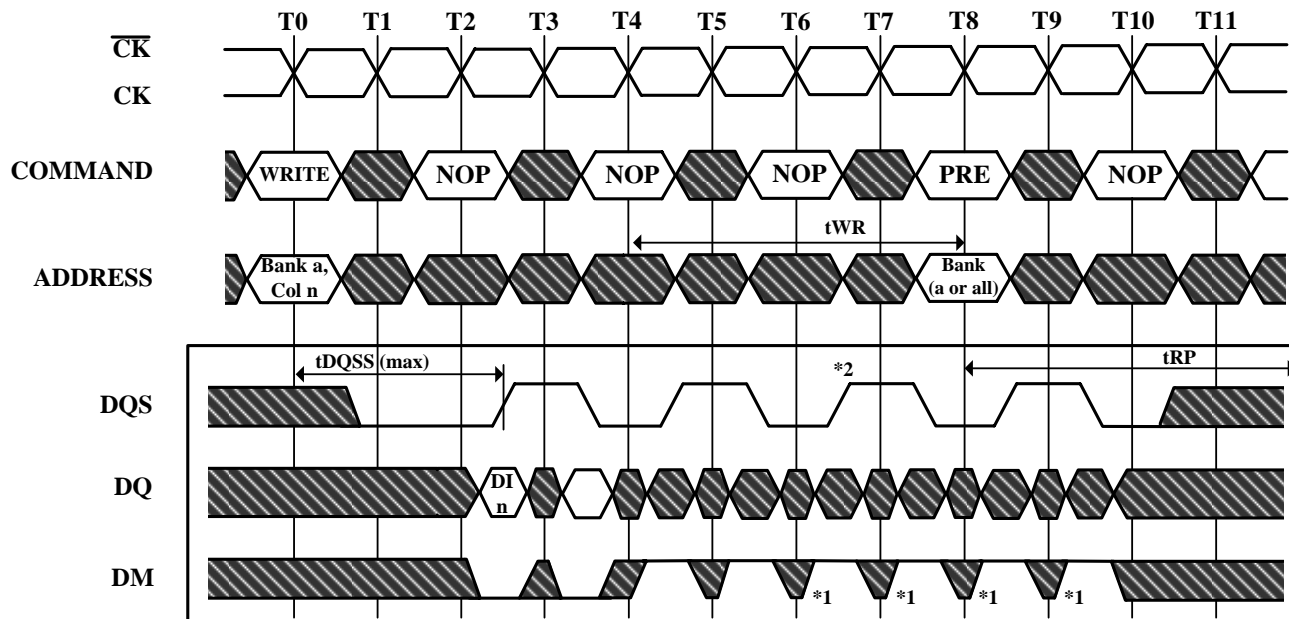 T0 T1 T2 T3 T4 T5 T6 T7 T8 T9 T10 T11
CK
CK
COMMAND WRITE NOP NOP NOP PRE NOP
tWR
ADDRESS Bank a, Col n Bank (a or all)
tDQSS (max) *2 tRP
DQS
DQ DI n
DM *1 *1 *1 *1